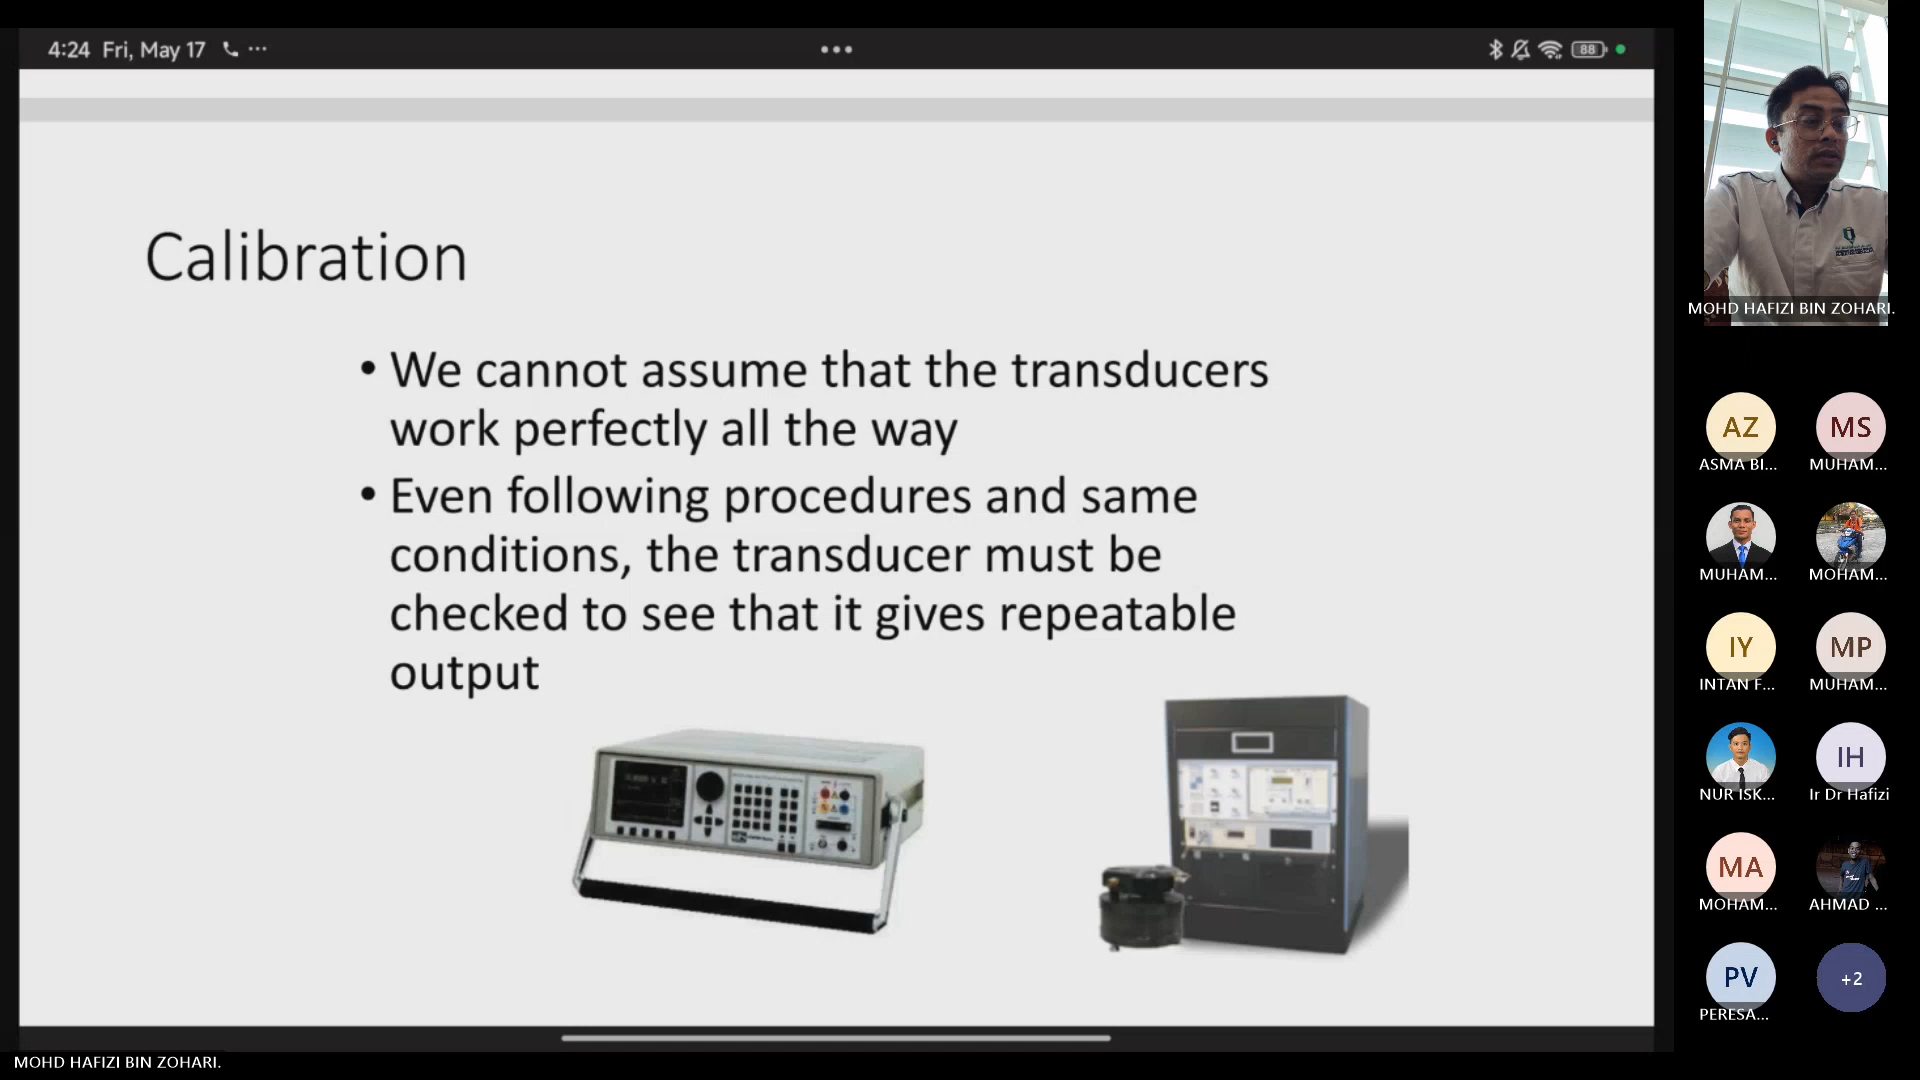 4:24 Fri, May 17
88
Calibration
• We cannot assume that the transducers
work perfectly all the way
• Even following procedures and same
conditions, the transducer must be
checked to see that it gives repeatable
output
MOHD HAFIZI BIN ZOHARI.
AZ
ASMA BI...
MS
MUHAM...
MUHAM...
MOHAM...
IY
INTAN F...
MP
MUHAM...
NUR ISK...
IH
Ir Dr Hafizi
MA
MOHAM...
AHMAD ...
PV
PERESA...
+2
MOHD HAFIZI BIN ZOHARI.